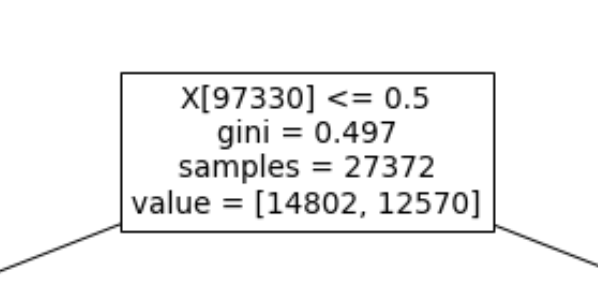 X[97330] <= 0.5
gini = 0.497
samples = 27372
value = [14802, 12570]